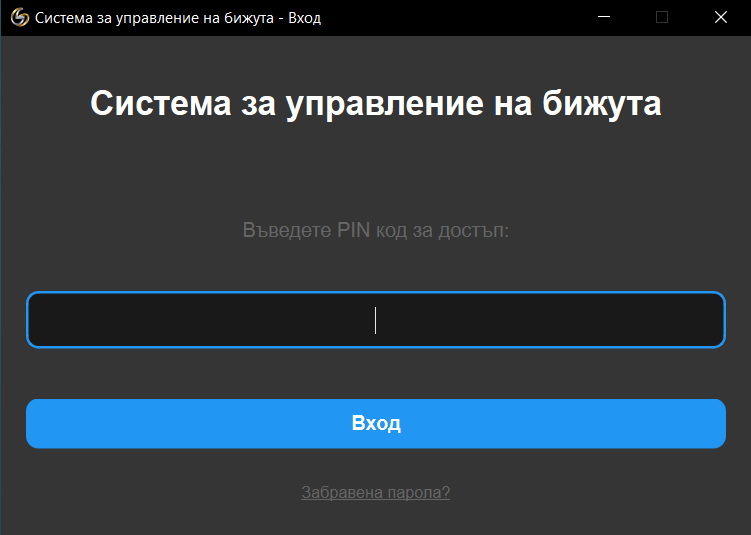 Система за управление на бижута - Вход
Система за управление на бижута
Въведете PIN код за достъп:
Вход
Забравена парола?